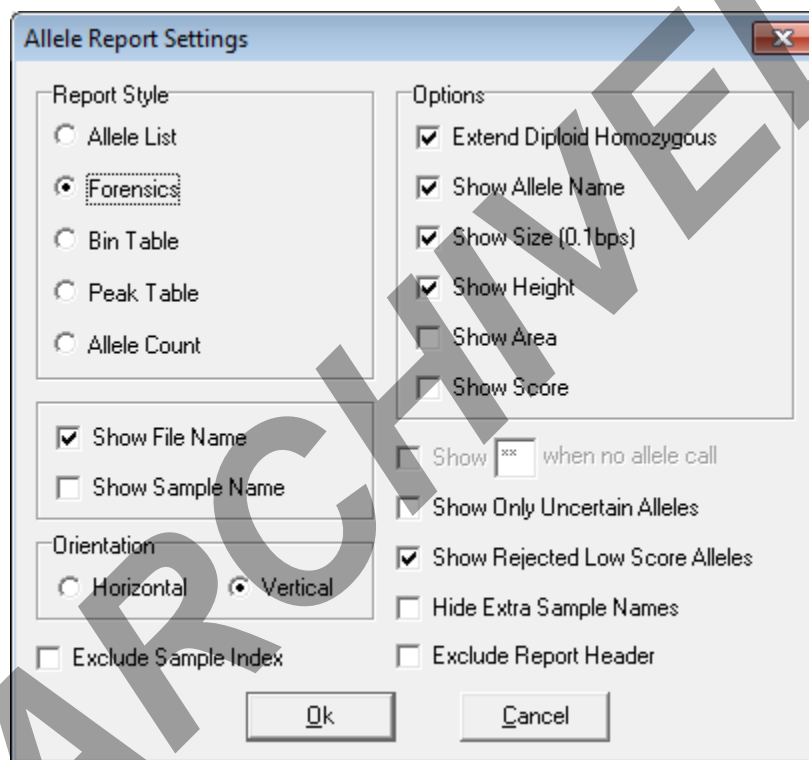 Allele Report Settings
Report Style
Allele List
Forensics
Bin Table
Peak Table
Allele Count
Show File Name
Show Sample Name
Orientation
Horizontal
Vertical
Exclude Sample Index
Options
Extend Diploid Homozygous
Show Allele Name
Show Size (0.1bps)
Show Height
Show Area
Show Score
Show ** when no allele call
Show Only Uncertain Alleles
Show Rejected Low Score Alleles
Hide Extra Sample Names
Exclude Report Header
Ok
Cancel